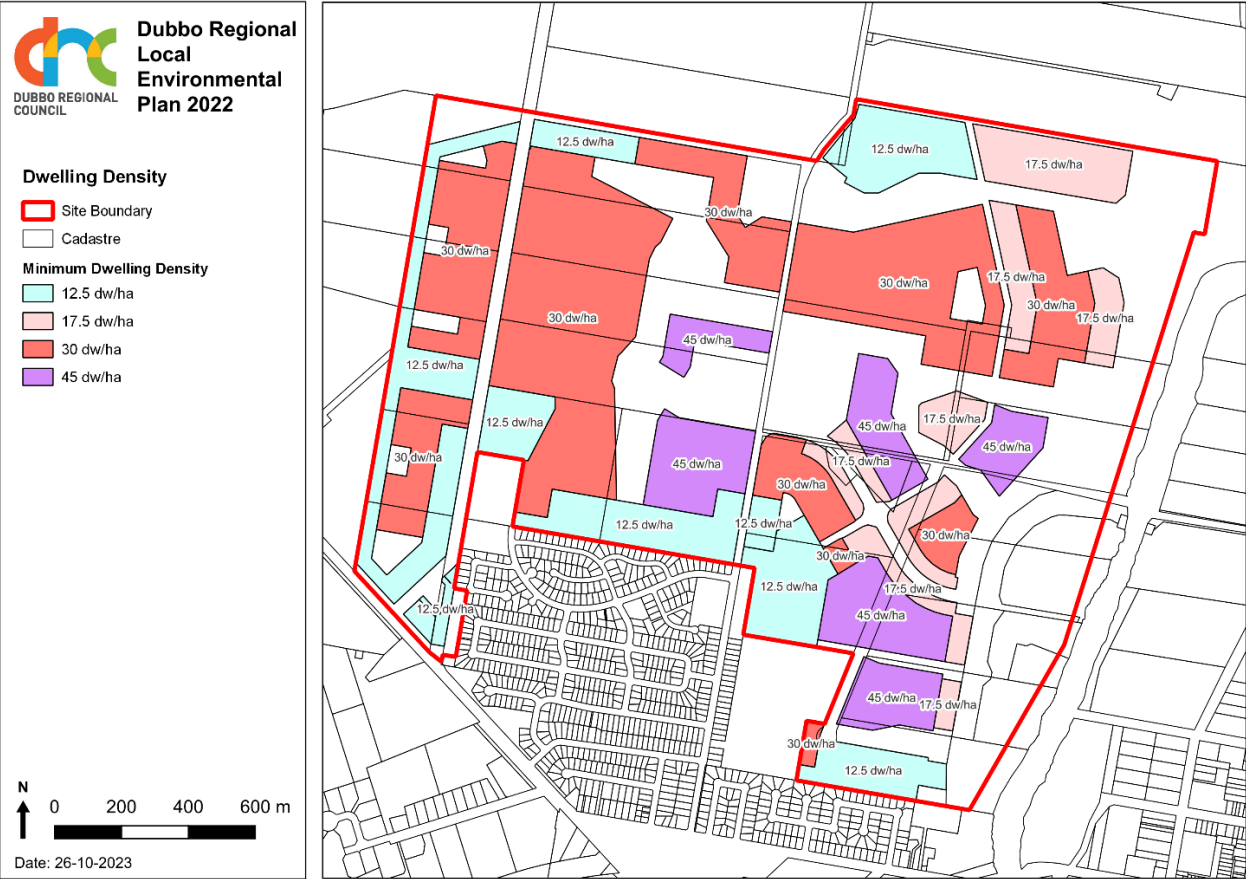 DUBBO REGIONAL
COUNCIL
Dubbo Regional
Local
Environmental
Plan 2022
Dwelling Density
Site Boundary
Cadastre
Minimum Dwelling Density
12.5 dw/ha
17.5 dw/ha
30 dw/ha
45 dw/ha
N
0 200 400 600 m
Date: 26-10-2023
12.5 dw/ha
12.5 dw/ha
17.5 dw/ha
30 dw/ha
30 dw/ha
30 dw/ha
17.5 dw/ha
30 dw/ha
17.5 dw/ha
30 dw/ha
45 dw/ha
12.5 dw/ha
12.5 dw/ha
45 dw/ha
17.5 dw/ha
45 dw/ha
30 dw/ha
45 dw/ha
17.5 dw/ha
30 dw/ha
12.5 dw/ha
12.5 dw/ha
30 dw/ha
30 dw/ha
12.5 dw/ha
17.5 dw/ha
12.5 dw/ha
45 dw/ha
45 dw/ha
17.5 dw/ha
30 dw/ha
12.5 dw/ha